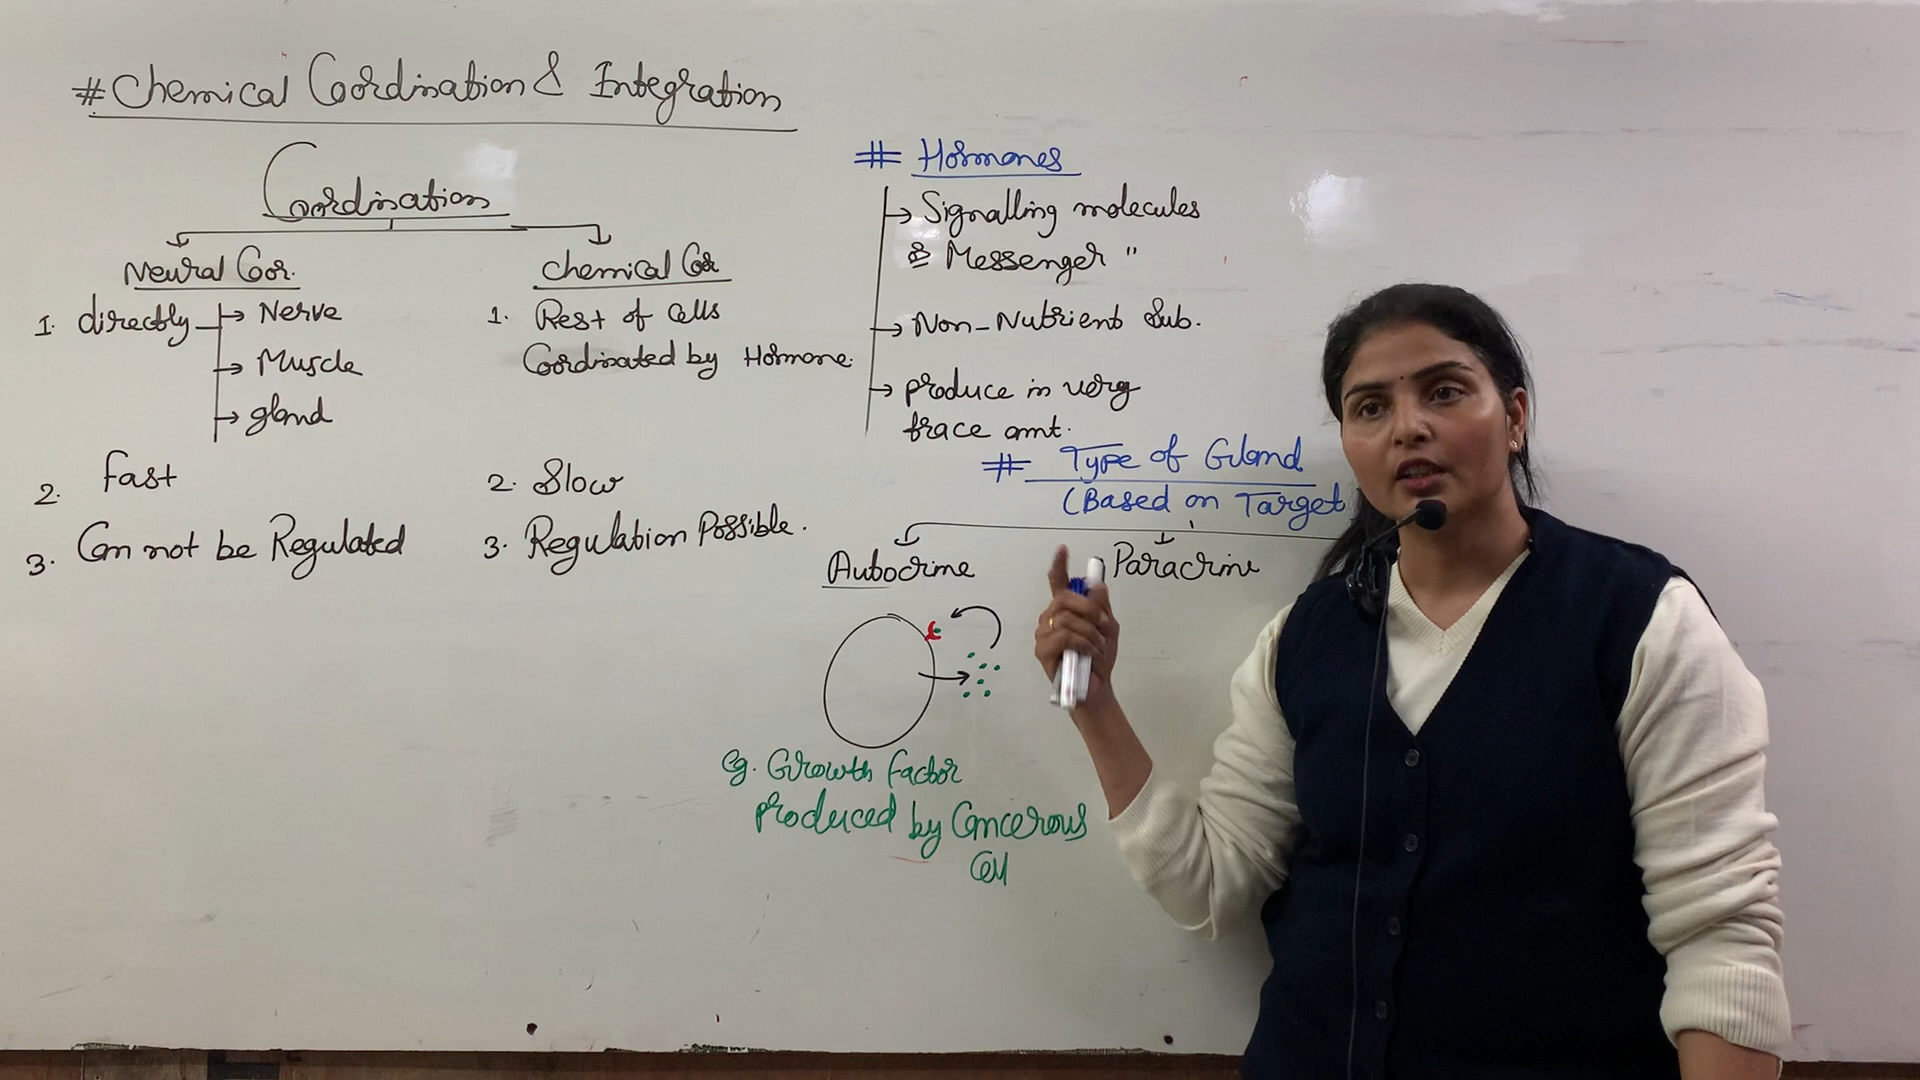 # Chemical Coordination & Integration
Coordination
Neural Cor.
1. directly → Nerve
→ Muscle
→ gland
2. Fast
3. Can not be Regulated
Chemical Cor
1. Rest of Cells
Coordinated by Hormone.
2. Slow
3. Regulation Possible.
# Hormones
→ Signalling molecules
& Messenger "
→ Non-Nutrient Sub.
→ produce in very
trace amt.
# Type of Gland
(Based on Target
Autocrine
Paracrine
eg. Growth factor
produced by Cancerous
Cell